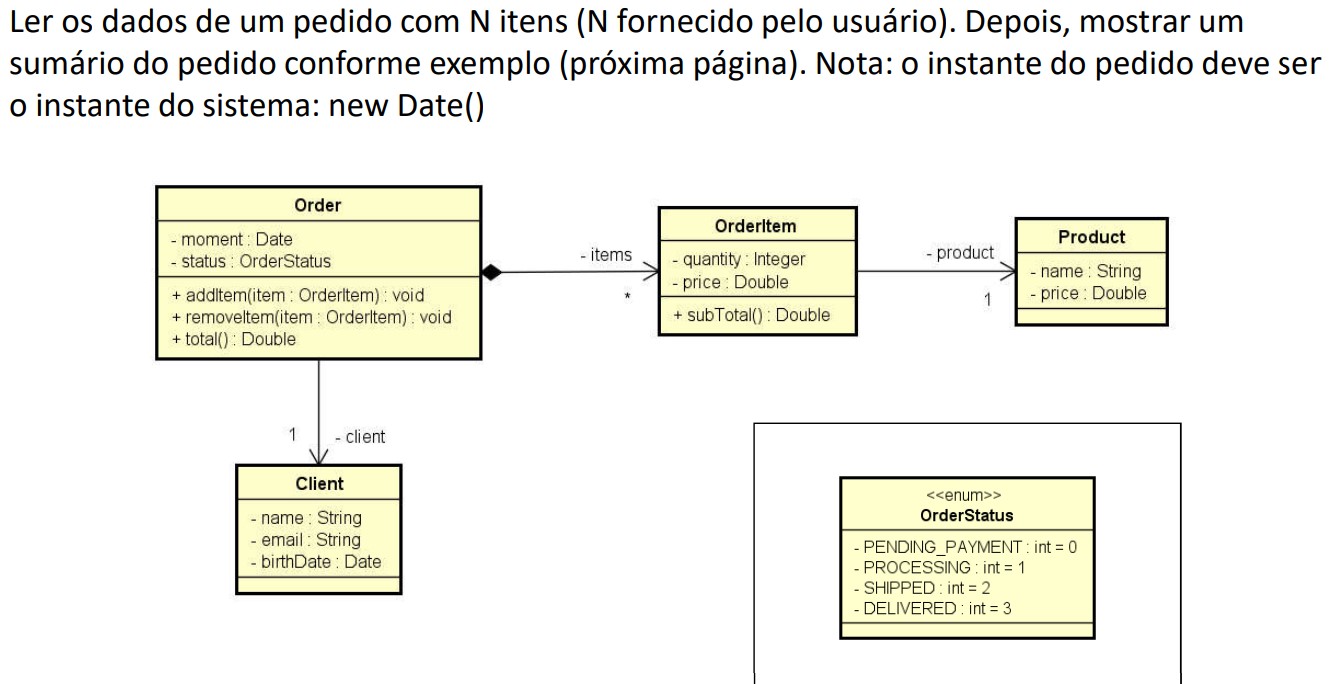 Ler os dados de um pedido com N itens (N fornecido pelo usuário). Depois, mostrar um
sumário do pedido conforme exemplo (próxima página). Nota: o instante do pedido deve ser
o instante do sistema: new Date()
Order
- moment : Date
- status : OrderStatus
+ addItem(item : OrderItem) : void
+ removeItem(item : OrderItem) : void
+ total() : Double
- items
*
OrderItem
- quantity : Integer
- price : Double
+ subTotal() : Double
- product
1
Product
- name : String
- price : Double
1
- client
Client
- name : String
- email : String
- birthDate : Date
<<enum>>
OrderStatus
- PENDING_PAYMENT : int = 0
- PROCESSING : int = 1
- SHIPPED : int = 2
- DELIVERED : int = 3